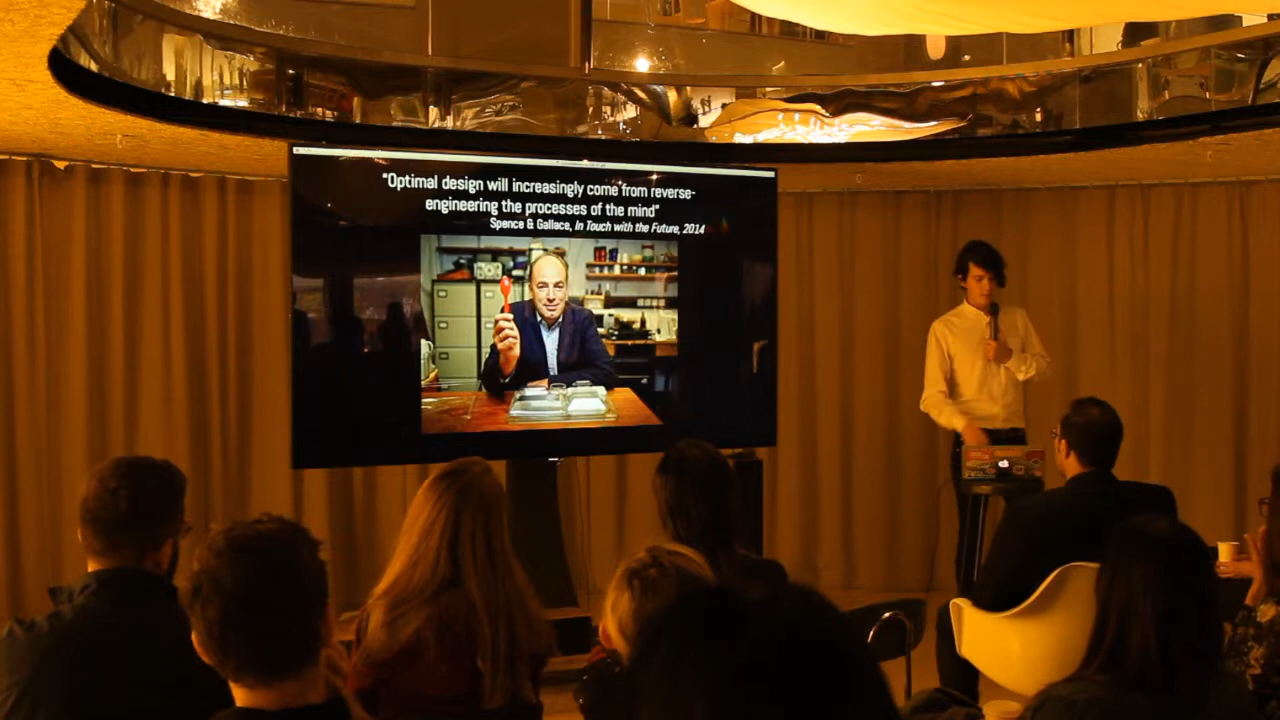 “Optimal design will increasingly come from reverse-
engineering the processes of the mind”
Spence & Gallace, In Touch with the Future, 2014